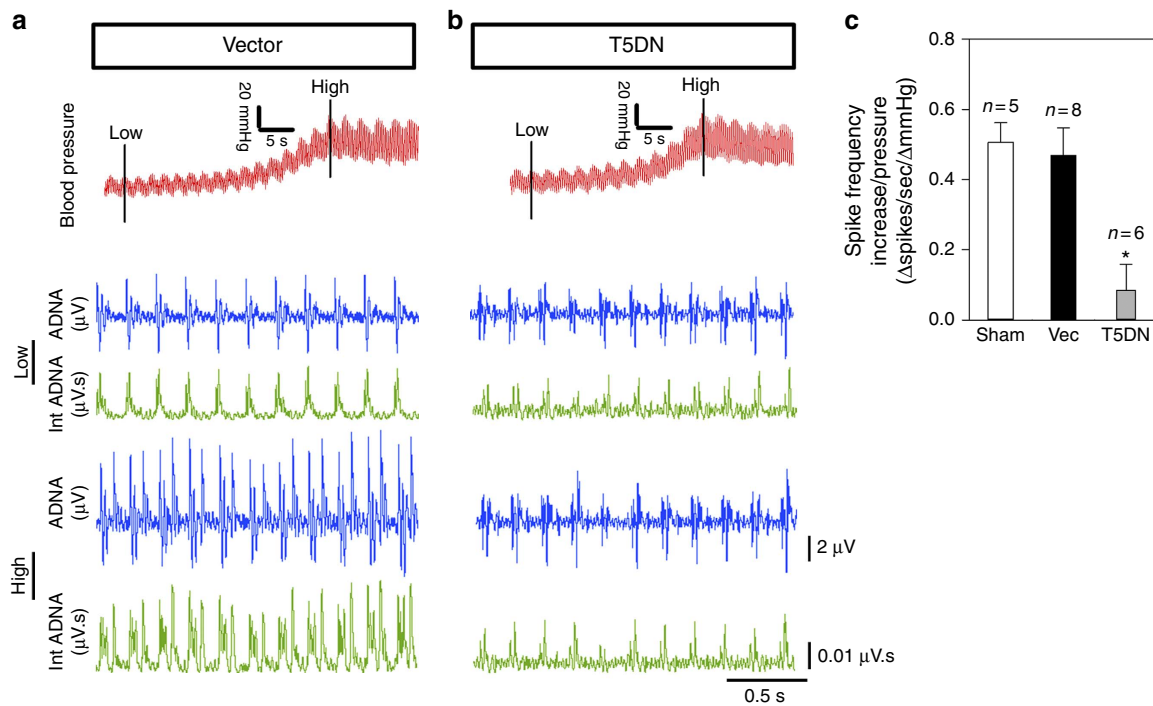 a
Vector
Blood pressure
Low
20 mmHg
5 s
High
Low
ADNA
(μV)
Int ADNA
(μV.s)
High
ADNA
(μV)
Int ADNA
(μV.s)
b
T5DN
Low
20 mmHg
5 s
High
2 μV
0.01 μV.s
0.5 s
c
Spike frequency
increase/pressure
(Δspikes/sec/ΔmmHg)
0.8
0.6
0.4
0.2
0.0
n=5
n=8
n=6
*
Sham
Vec
T5DN